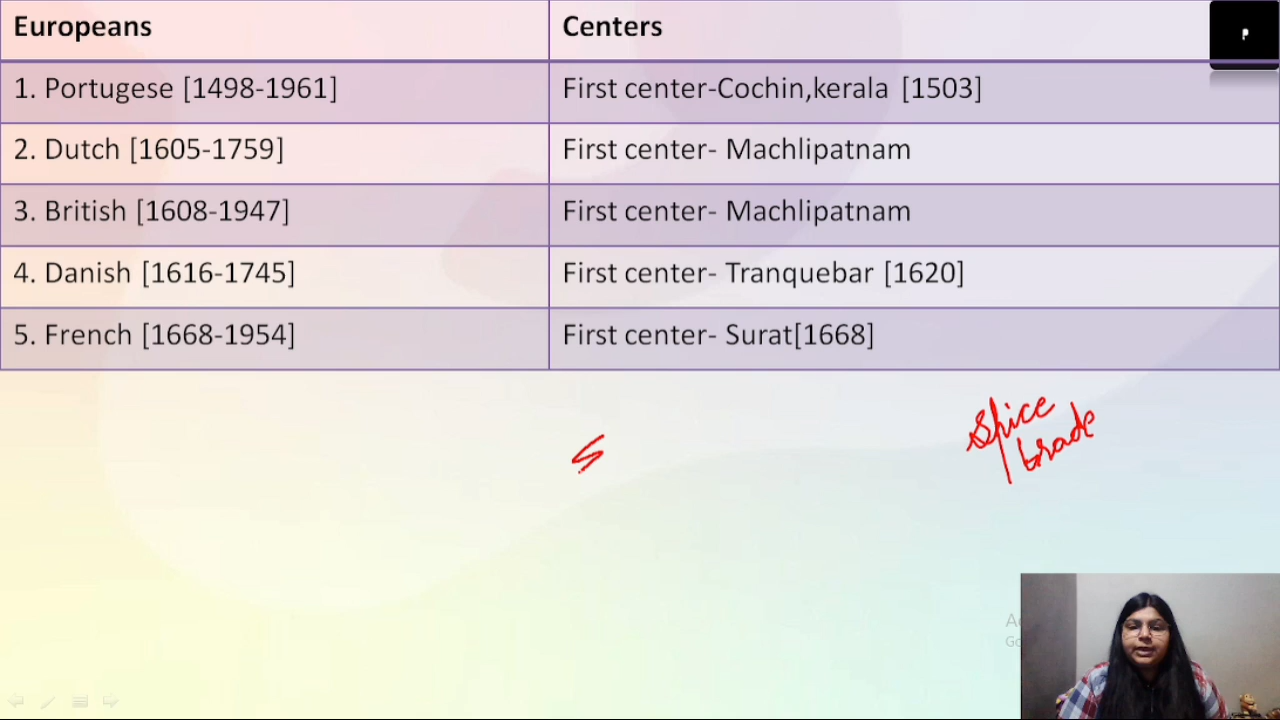 Europeans Centers
1. Portugese [1498-1961] First center-Cochin,kerala [1503]
2. Dutch [1605-1759] First center- Machlipatnam
3. British [1608-1947] First center- Machlipatnam
4. Danish [1616-1745] First center- Tranquebar [1620]
5. French [1668-1954] First center- Surat[1668]
Spice
trade